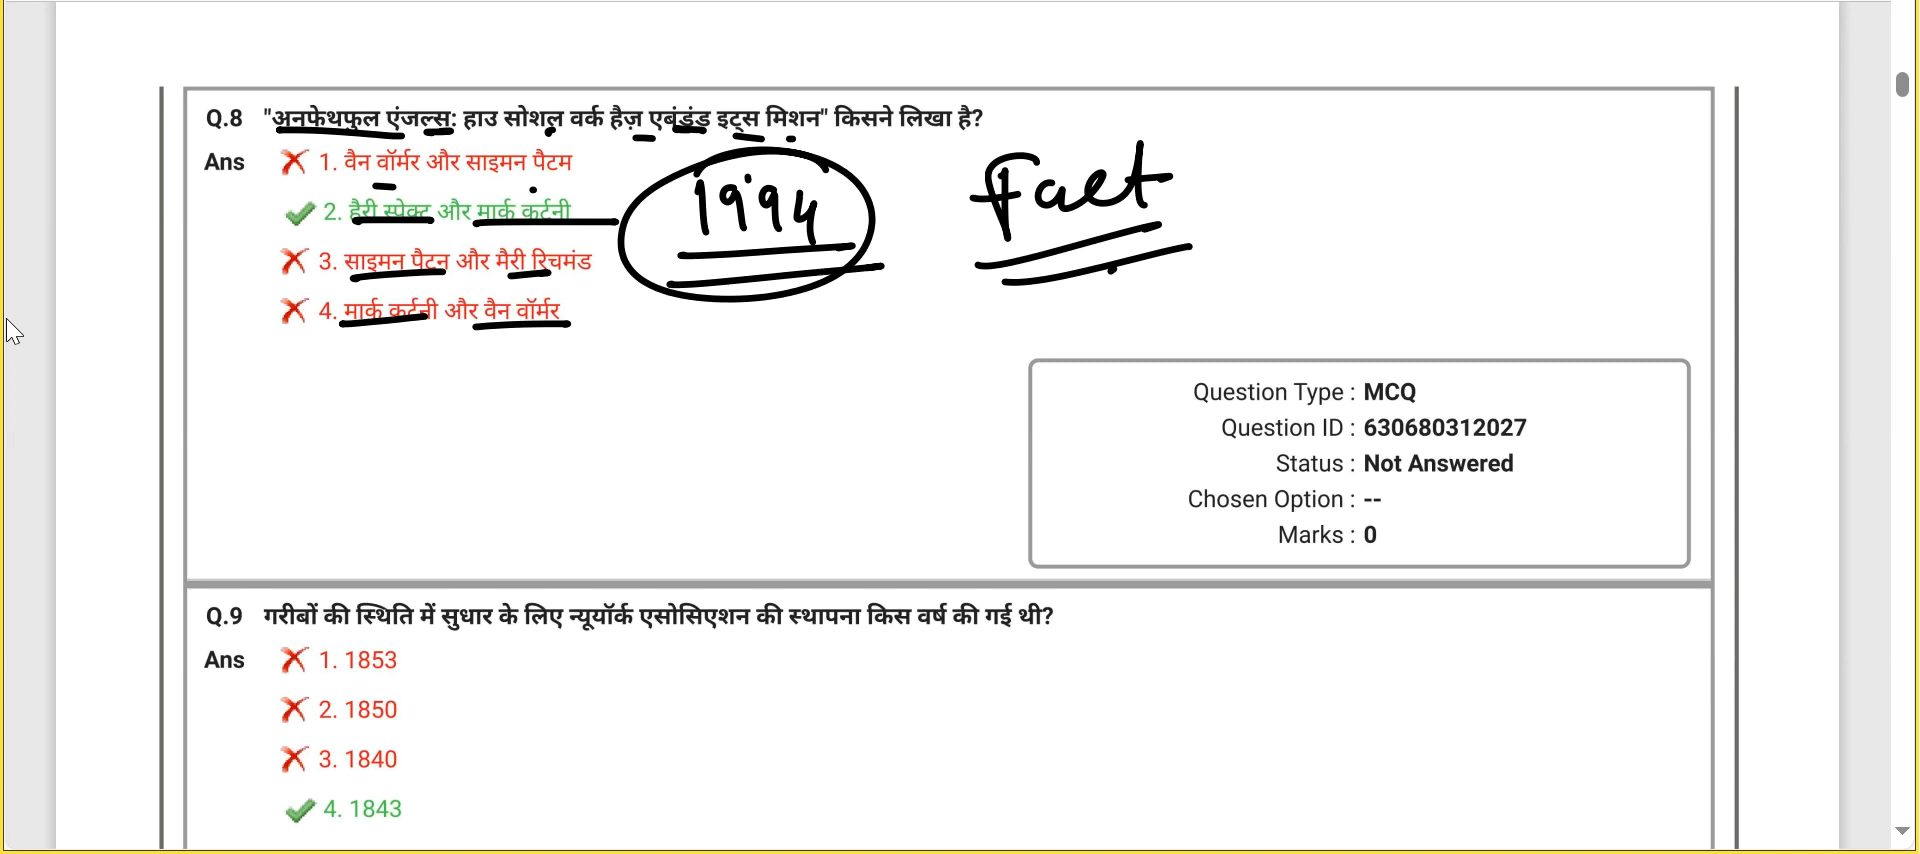 Q.8 "अनफेथफुल एंजल्स: हाउ सोशल वर्क हैज़ एबंडंड इट्स मिशन" किसने लिखा है?
Ans 1. वैन वॉर्मर और साइमन पैटम
2. हैरी स्पेक्ट और मार्क कर्टनी
1994
Fact
3. साइमन पैटन और मैरी रिचमंड
4. मार्क कर्टनी और वैन वॉर्मर
Question Type : MCQ
Question ID : 630680312027
Status : Not Answered
Chosen Option : --
Marks : 0
Q.9 गरीबों की स्थिति में सुधार के लिए न्यूयॉर्क एसोसिएशन की स्थापना किस वर्ष की गई थी?
Ans 1. 1853
2. 1850
3. 1840
4. 1843